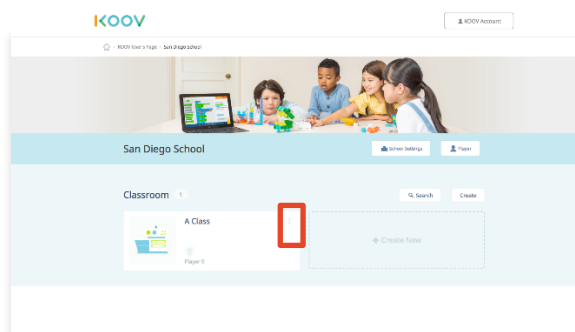 KOOV
KOOV Account
KOOV User's Page › San Diego School
San Diego School
School Settings
Player
Classroom 1
Search
Create
A Class
+ Create New
Player 0